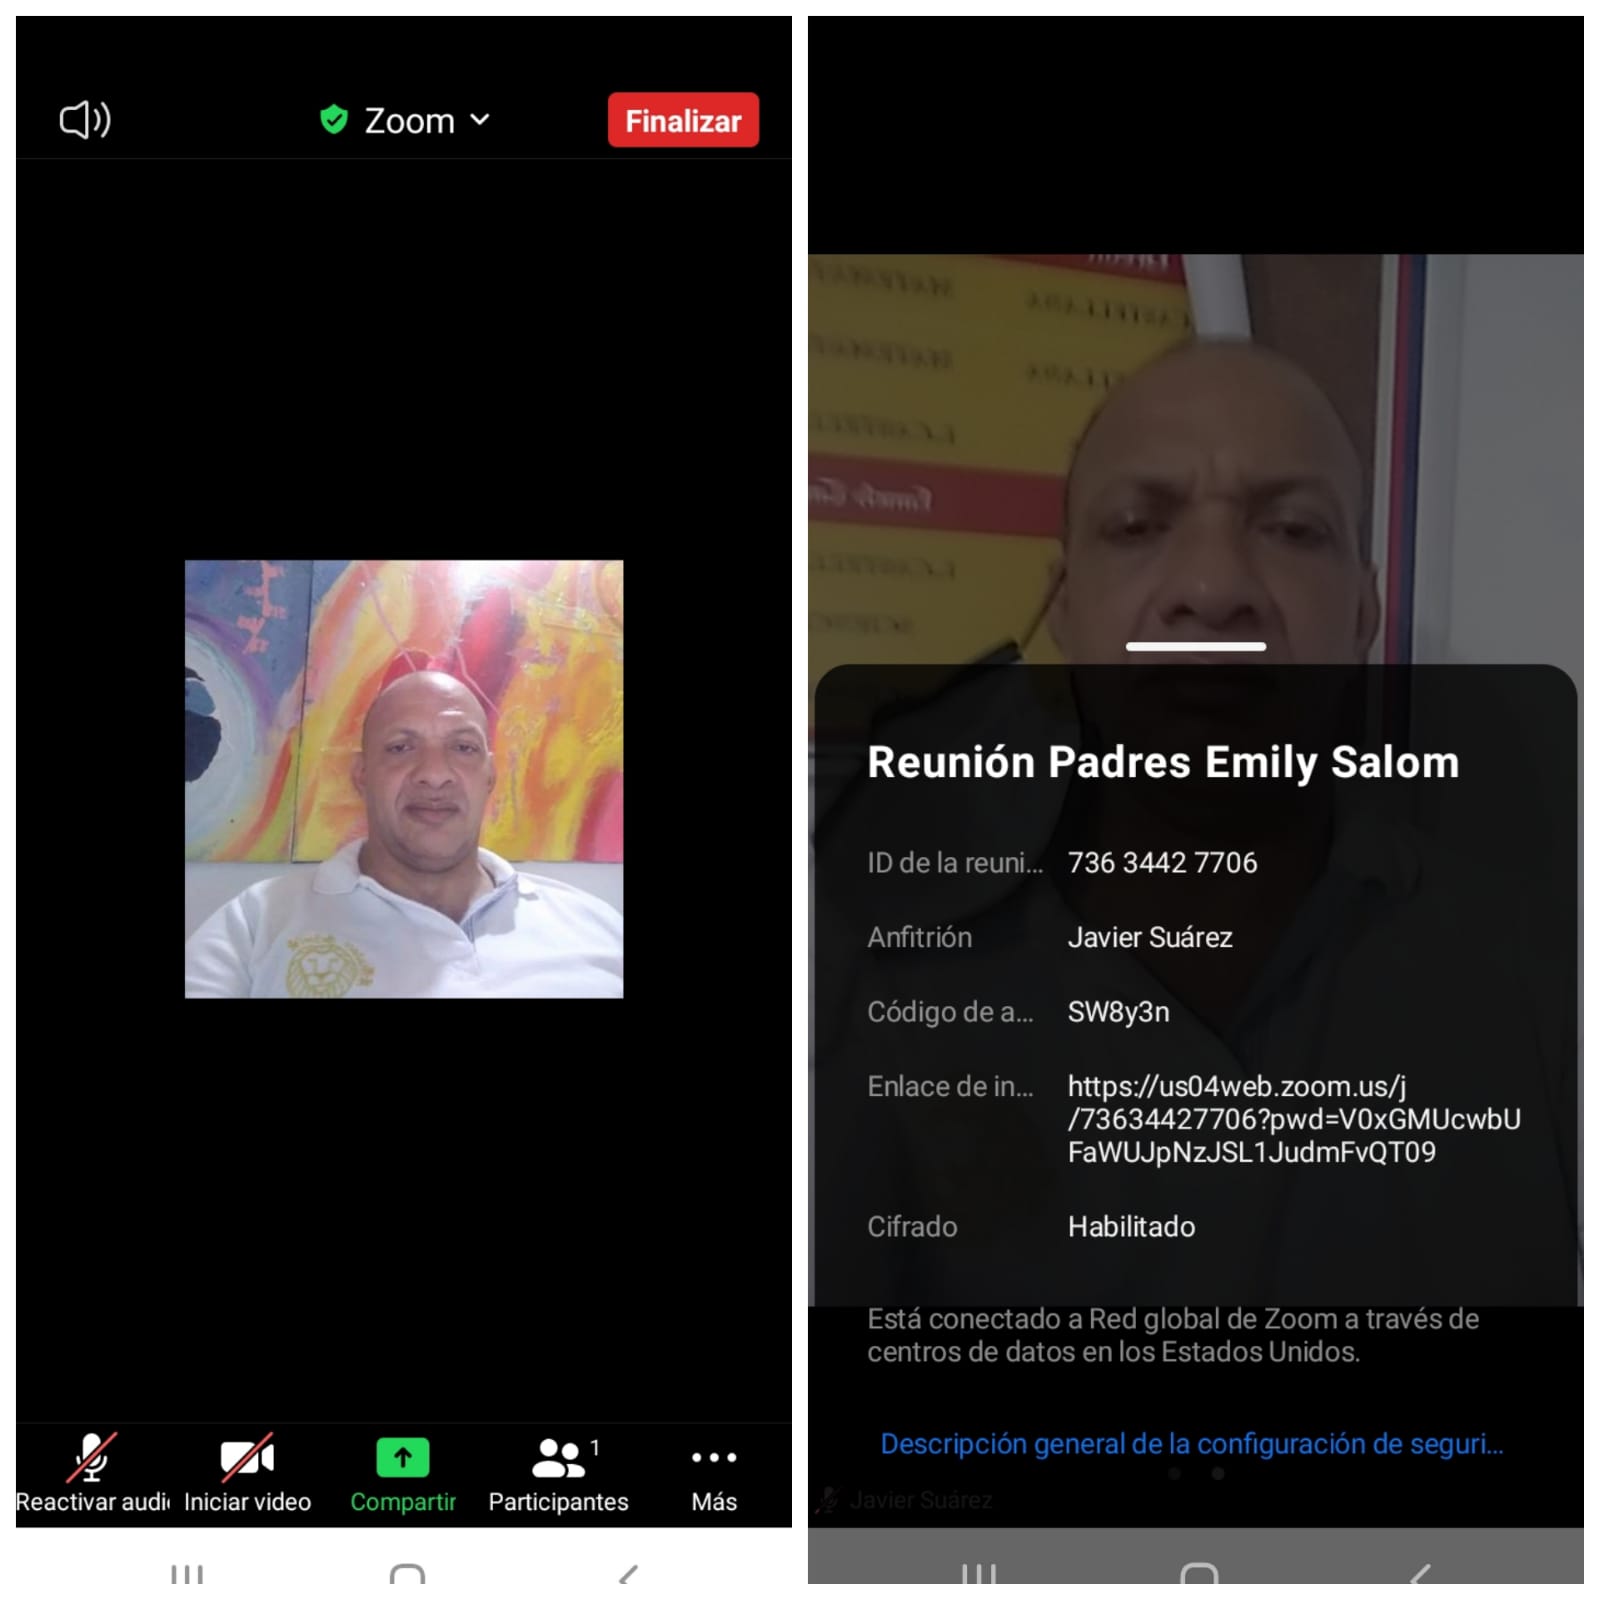 Zoom
Finalizar
Reactivar audi
Iniciar video
Compartir
Participantes
1
Más
Reunión Padres Emily Salom
ID de la reuni... 736 3442 7706
Anfitrión Javier Suárez
Código de a... SW8y3n
Enlace de in... https://us04web.zoom.us/j
/73634427706?pwd=V0xGMUcwbU
FaWUJpNzJSL1JudmFvQT09
Cifrado Habilitado
Está conectado a Red global de Zoom a través de
centros de datos en los Estados Unidos.
Descripción general de la configuración de seguri...
Javier Suárez